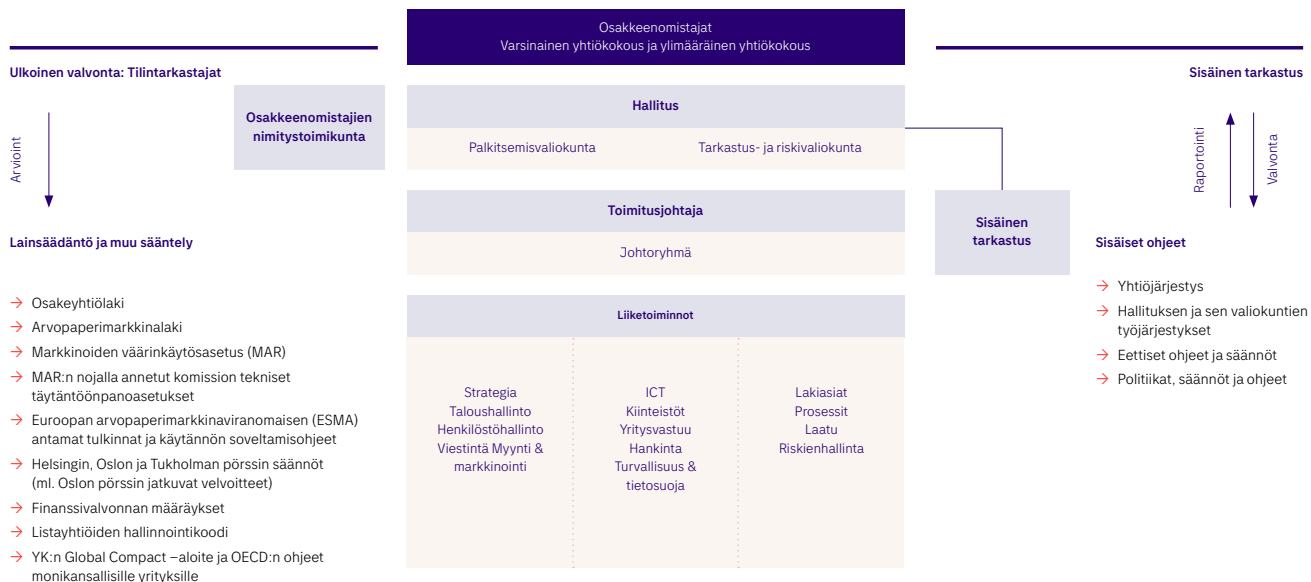 Osakkeenomistajat
Varsinainen yhtiökokous ja ylimääräinen yhtiökokous
Ulkoinen valvonta: Tilintarkastajat
Arvioint
Osakkeenomistajien
nimitystoimikunta
Lainsäädäntö ja muu sääntely
→ Osakeyhtiölaki
→ Arvopaperimarkkinalaki
→ Markkinoiden väärinkäytösasetus (MAR)
→ MAR:n nojalla annetut komission tekniset
täytäntöönpanoasetukset
→ Euroopan arvopaperimarkkinaviranomaisen (ESMA)
antamat tulkinnat ja käytännön soveltamisohjeet
→ Helsingin, Oslon ja Tukholman pörssin säännöt
(ml. Oslon pörssin jatkuvat velvoitteet)
→ Finanssivalvonnan määräykset
→ Listayhtiöiden hallinnointikoodi
→ YK:n Global Compact –aloite ja OECD:n ohjeet
monikansallisille yrityksille
Hallitus
Palkitsemisvaliokunta
Tarkastus- ja riskivaliokunta
Toimitusjohtaja
Johtoryhmä
Liiketoiminnot
Strategia
Taloushallinto
Henkilöstöhallinto
Viestintä Myynti &
markkinointi
ICT
Kiinteistöt
Yritysvastuu
Hankinta
Turvallisuus &
tietosuoja
Lakiasiat
Prosessit
Laatu
Riskienhallinta
Sisäinen
tarkastus
Sisäinen tarkastus
Raportointi
Valvonta
Sisäiset ohjeet
→ Yhtiöjärjestys
→ Hallituksen ja sen valiokuntien
työjärjestykset
→ Eettiset ohjeet ja säännöt
→ Politiikat, säännöt ja ohjeet